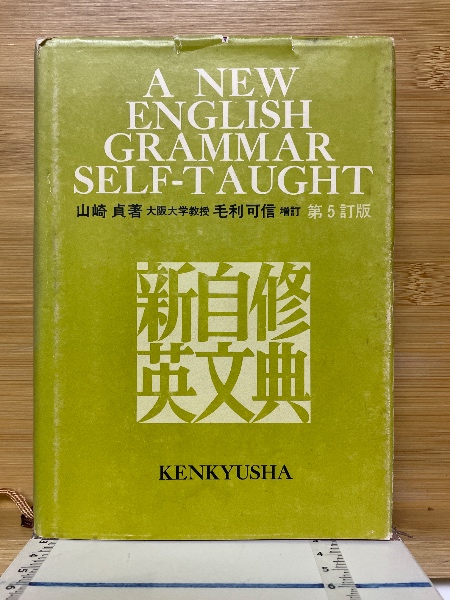 A NEW
ENGLISH
GRAMMAR
SELF-TAUGHT
山崎 貞著 大阪大学教授 毛利可信 増訂 第5訂版
新自修
英文典
KENKYUSHA